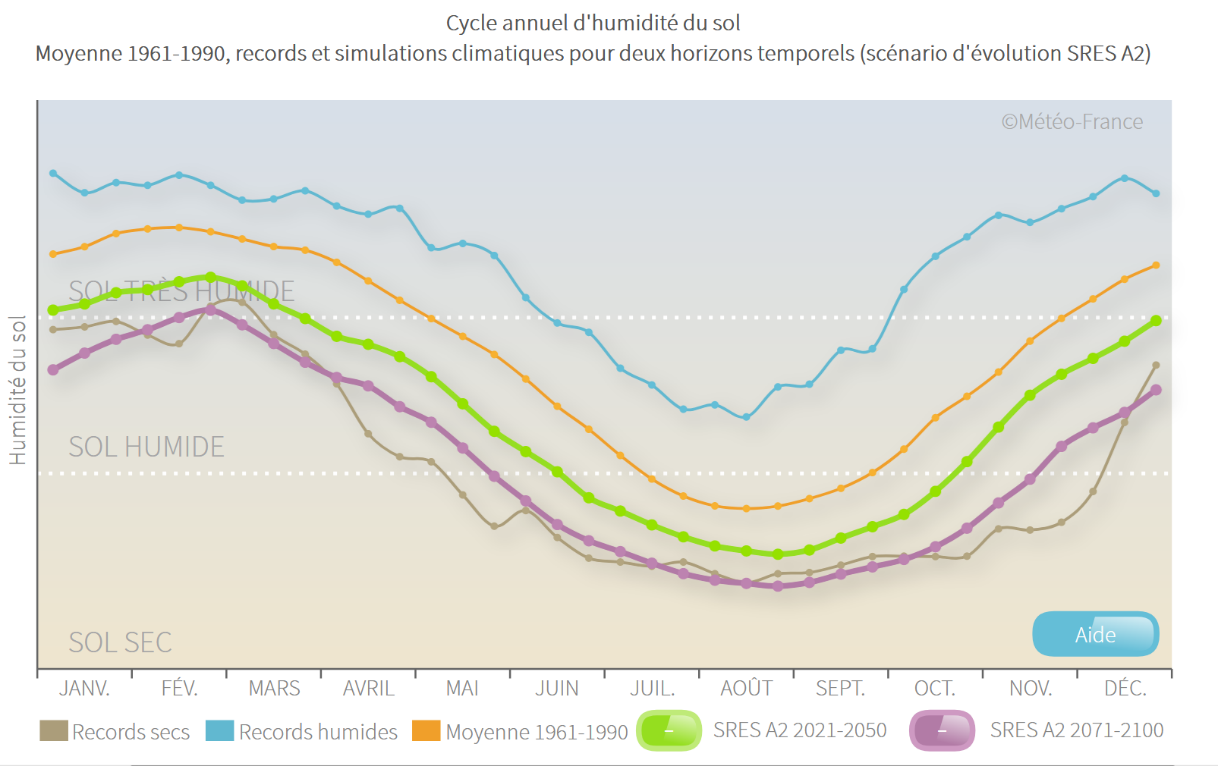 Cycle annuel d'humidité du sol
Moyenne 1961-1990, records et simulations climatiques pour deux horizons temporels (scénario d'évolution SRES A2)
©Météo-France
SOL TRÈS HUMIDE
Humidité du sol
SOL HUMIDE
SOL SEC
Aide
JANV. FÉV. MARS AVRIL MAI JUIN JUIL. AOÛT SEPT. OCT. NOV. DÉC.
Records secs Records humides Moyenne 1961-1990 SRES A2 2021-2050 SRES A2 2071-2100